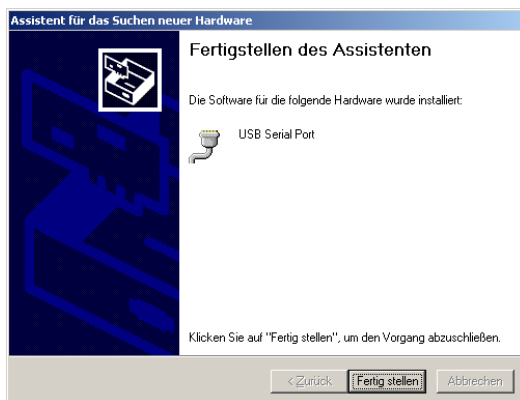 Assistent für das Suchen neuer Hardware
Fertigstellen des Assistenten
Die Software für die folgende Hardware wurde installiert:
USB Serial Port
Klicken Sie auf "Fertig stellen", um den Vorgang abzuschließen.
< Zurück Fertig stellen Abbrechen